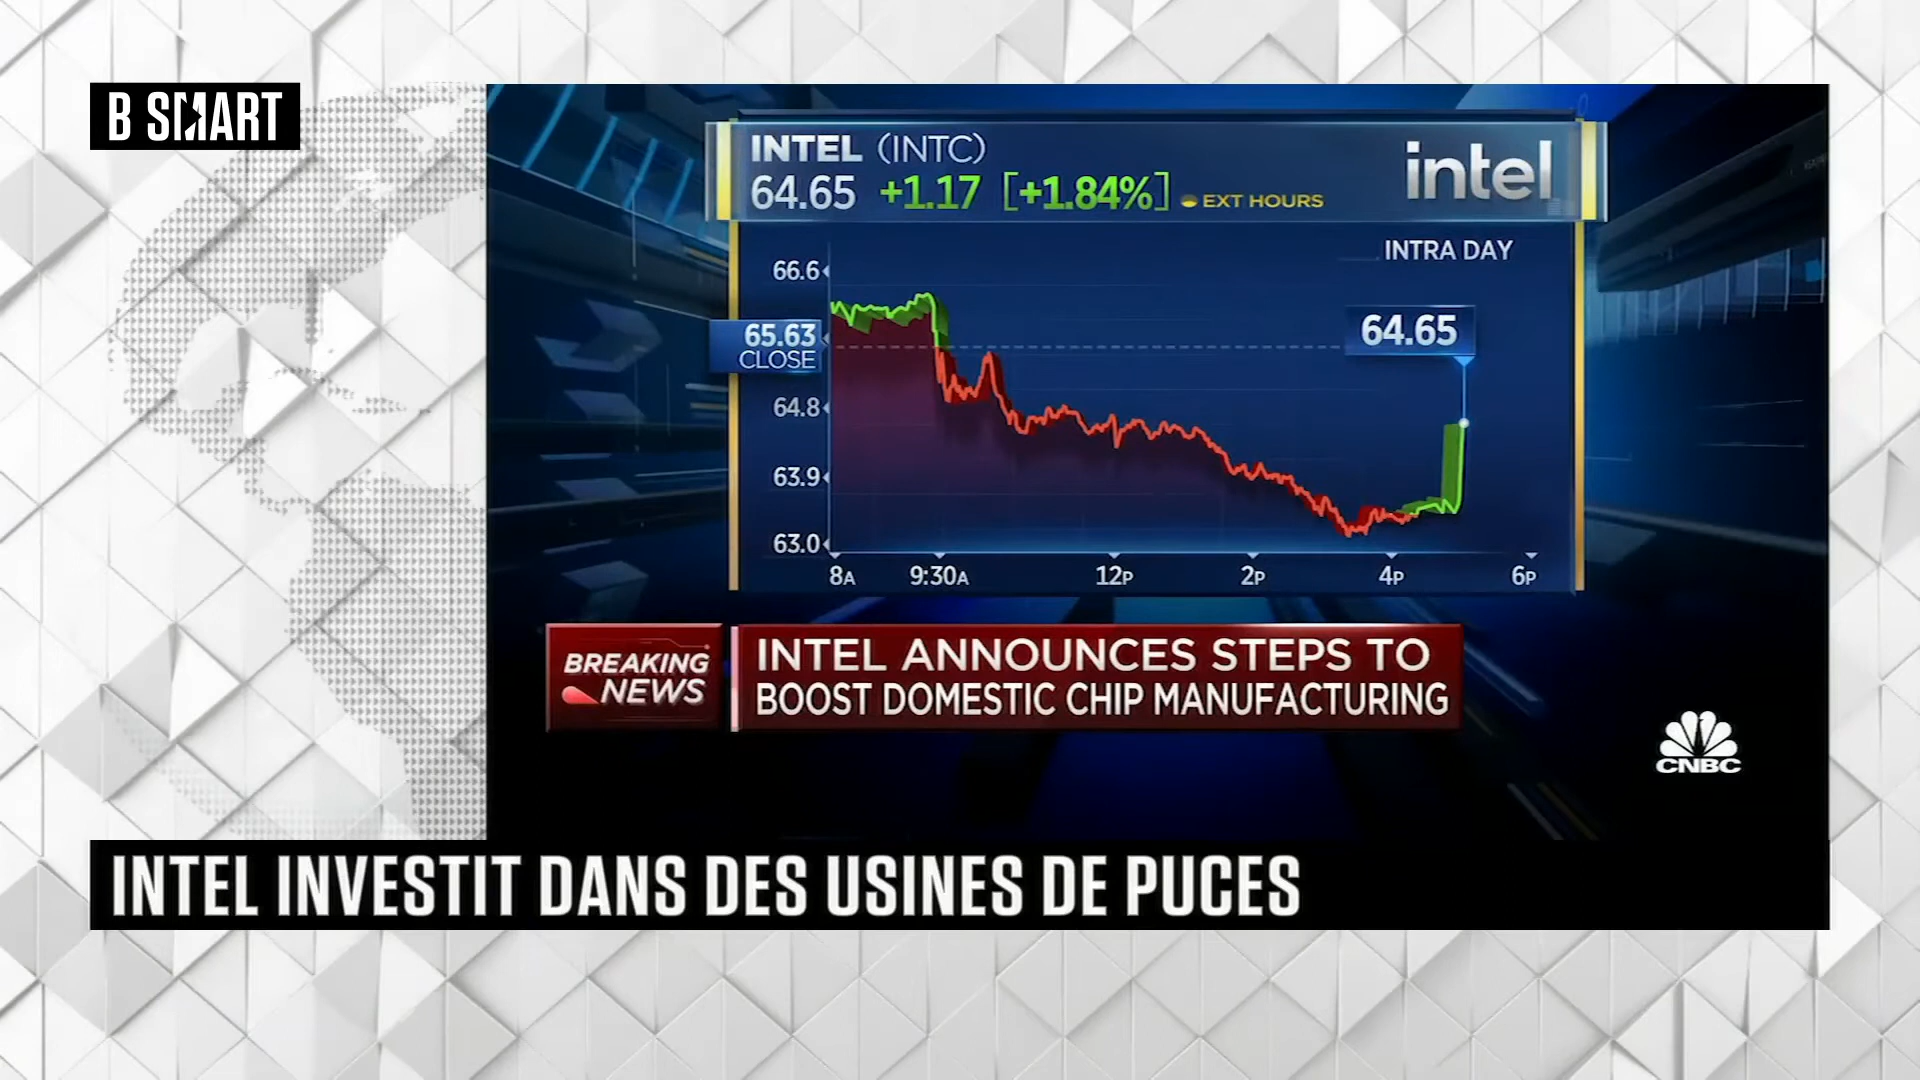 B SMART
INTEL (INTC)
64.65 +1.17 [+1.84%] EXT HOURS
intel
INTRA DAY
66.6
65.63
CLOSE
64.65
64.8
63.9
63.0
8A 9:30A 12P 2P 4P 6P
BREAKING
NEWS
INTEL ANNOUNCES STEPS TO
BOOST DOMESTIC CHIP MANUFACTURING
CNBC
INTEL INVESTIT DANS DES USINES DE PUCES